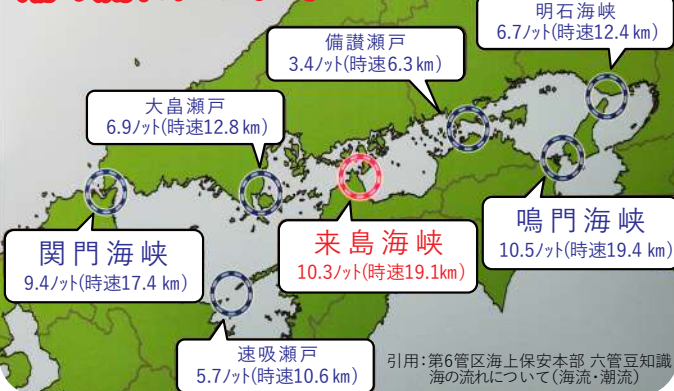 明石海峡
6.7ノット(時速12.4km)
備讃瀬戸
3.4ノット(時速6.3km)
大畠瀬戸
6.9ノット(時速12.8km)
関門海峡
9.4ノット(時速17.4 km)
来島海峡
10.3ノット(時速19.1km)
鳴門海峡
10.5ノット(時速19.4 km)
速吸瀬戸
5.7ノット(時速10.6 km)
引用:第6管区海上保安本部 六管豆知識
海の流れについて(海流・潮流)